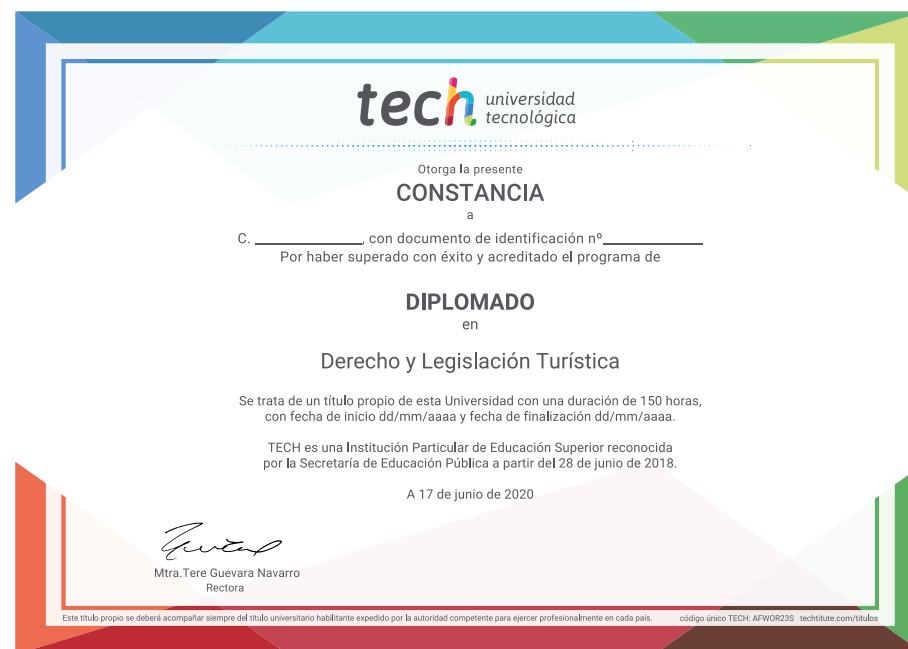 tech universidad
tecnológica
Otorga la presente
CONSTANCIA
a
C. ____________, con documento de identificación nº___________
Por haber superado con éxito y acreditado el programa de
DIPLOMADO
en
Derecho y Legislación Turística
Se trata de un título propio de esta Universidad con una duración de 150 horas,
con fecha de inicio dd/mm/aaaa y fecha de finalización dd/mm/aaaa.
TECH es una Institución Particular de Educación Superior reconocida
por la Secretaría de Educación Pública a partir del 28 de junio de 2018.
A 17 de junio de 2020
Mtra.Tere Guevara Navarro
Rectora
Este título propio se deberá acompañar siempre del título universitario habilitante expedido por la autoridad competente para ejercer profesionalmente en cada país. código único TECH: AFWOR23S techtitute.com/titulos